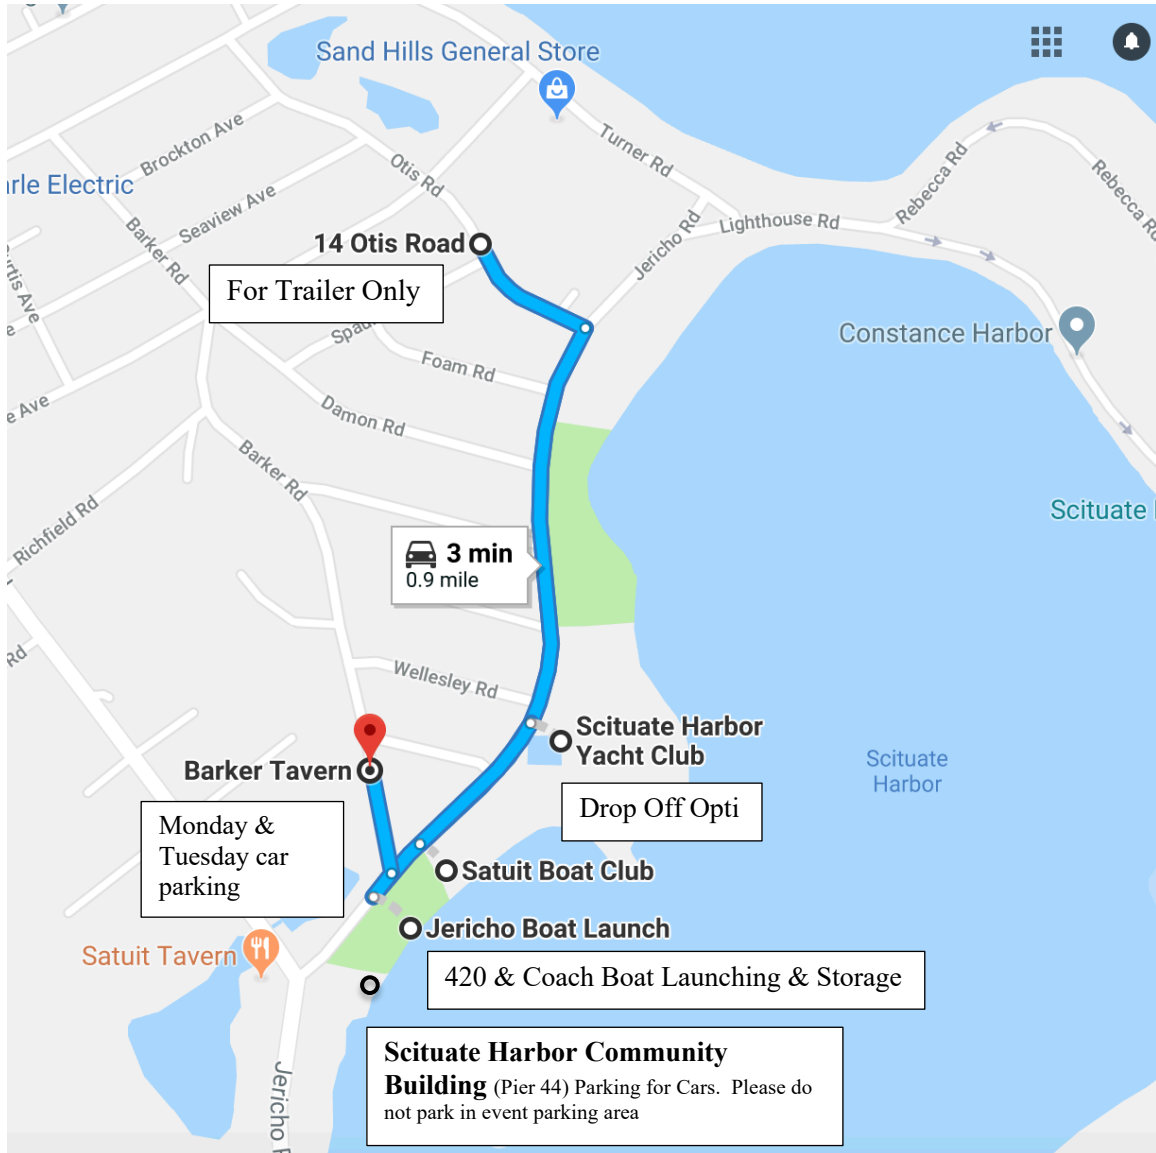 Sand Hills General Store
Turner Rd
Brockton Ave
Otis Rd
Rebecca Rd
Rebecca Rd
arle Electric
Seaview Ave
Barker Rd
Lighthouse Rd
Jericho Rd
14 Otis Road
For Trailer Only
urtis Ave
Constance Harbor
Foam Rd
e Ave
Damon Rd
Barker Rd
Richfield Rd
Scituate
3 min
0.9 mile
Rd
Wellesley Rd
Scituate Harbor
Yacht Club
Scituate
Harbor
Barker Tavern
Drop Off Opti
Monday &
Tuesday car
parking
Satuit Boat Club
Jericho Boat Launch
Satuit Tavern
420 & Coach Boat Launching & Storage
Scituate Harbor Community
Building (Pier 44) Parking for Cars. Please do
not park in event parking area
Jericho